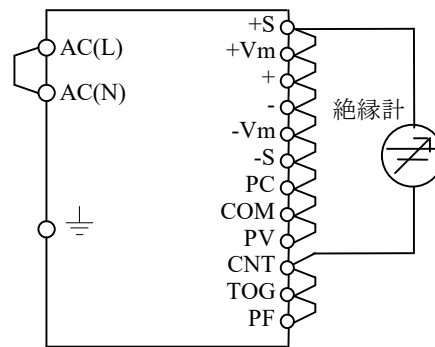 AC(L)
AC(N)
+S
+Vm
+
-
-Vm
-S
PC
COM
PV
CNT
TOG
PF
絶縁計